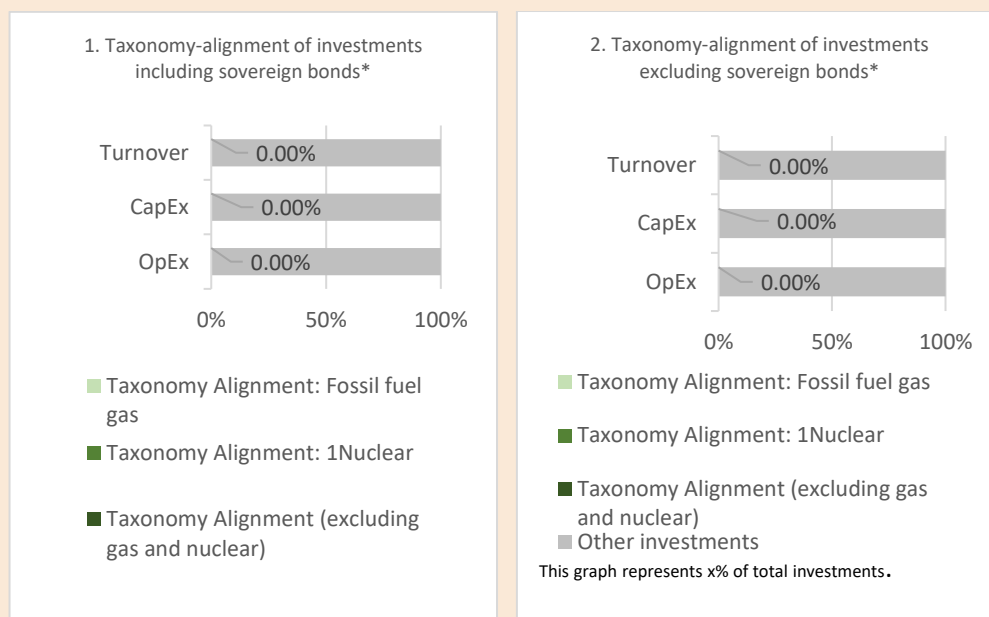 1. Taxonomy-alignment of investments
including sovereign bonds*
Turnover
0.00%
CapEx
0.00%
OpEx
0.00%
0%
50%
100%
Taxonomy Alignment: Fossil fuel
gas
Taxonomy Alignment: 1Nuclear
Taxonomy Alignment (excluding
gas and nuclear)
2. Taxonomy-alignment of investments
excluding sovereign bonds*
Turnover
0.00%
CapEx
0.00%
OpEx
0.00%
0%
50%
100%
Taxonomy Alignment: Fossil fuel gas
Taxonomy Alignment: 1Nuclear
Taxonomy Alignment (excluding gas
and nuclear)
Other investments
This graph represents x% of total investments.